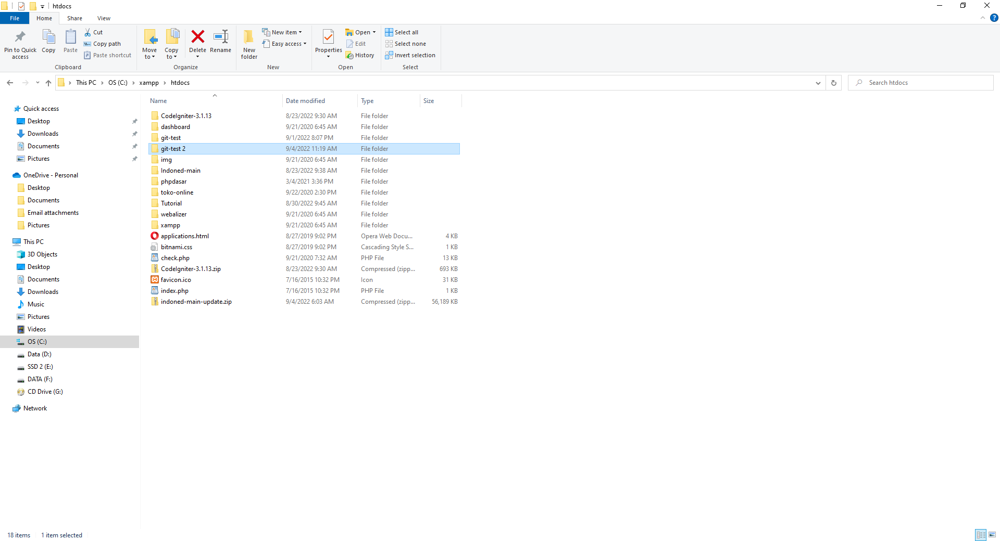 htdocs
File Home Share View
Pin to Quick access
Copy
Paste
Cut
Copy path
Paste shortcut
Clipboard
Move to
Copy to
Delete
Rename
Organize
New folder
New item
Easy access
New
Properties
Open
Edit
History
Open
Select all
Select none
Invert selection
Select
This PC OS (C:) xampp htdocs
Search htdocs
Quick access
Desktop
Downloads
Documents
Pictures
OneDrive - Personal
Desktop
Documents
Email attachments
Pictures
This PC
3D Objects
Desktop
Documents
Downloads
Music
Pictures
Videos
OS (C:)
Data (D:)
SSD 2 (E:)
DATA (F:)
CD Drive (G:)
Network
Name Date modified Type Size
CodeIgniter-3.1.13 8/23/2022 9:30 AM File folder
dashboard 9/21/2020 6:45 AM File folder
git-test 9/1/2022 8:07 PM File folder
git-test 2 9/4/2022 11:19 AM File folder
img 9/21/2020 6:45 AM File folder
Indoned-main 8/23/2022 9:38 AM File folder
phpdasar 3/4/2021 3:36 PM File folder
toko-online 9/22/2020 2:30 PM File folder
Tutorial 8/30/2022 9:45 AM File folder
webalizer 9/21/2020 6:45 AM File folder
xampp 9/21/2020 6:45 AM File folder
applications.html 8/27/2019 9:02 PM Opera Web Docu... 4 KB
bitnami.css 8/27/2019 9:02 PM Cascading Style S... 1 KB
check.php 9/21/2020 7:32 AM PHP File 13 KB
CodeIgniter-3.1.13.zip 8/23/2022 9:30 AM Compressed (zipp... 693 KB
favicon.ico 7/16/2015 10:32 PM Icon 31 KB
index.php 7/16/2015 10:32 PM PHP File 1 KB
indoned-main-update.zip 9/4/2022 6:03 AM Compressed (zipp... 56,189 KB
18 items 1 item selected